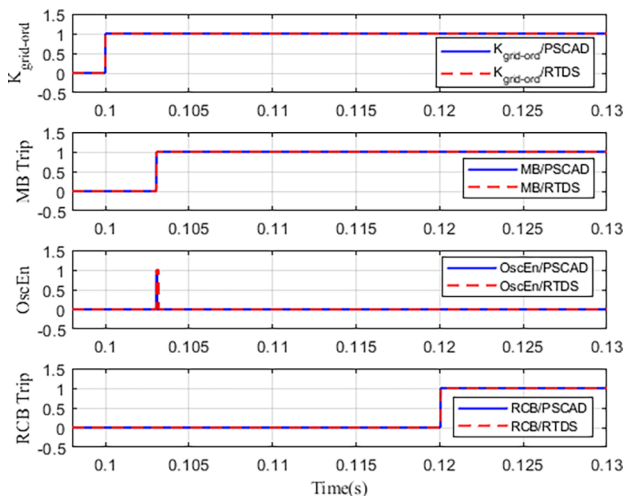 1.5
1
0.5
0
-0.5
K_grid-ord
K_grid-ord/PSCAD
K_grid-ord/RTDS
0.1 0.105 0.11 0.115 0.12 0.125 0.13
1.5
1
0.5
0
-0.5
MB Trip
MB/PSCAD
MB/RTDS
0.1 0.105 0.11 0.115 0.12 0.125 0.13
1.5
1
0.5
0
-0.5
OscEn
OscEn/PSCAD
OscEn/RTDS
0.1 0.105 0.11 0.115 0.12 0.125 0.13
1.5
1
0.5
0
-0.5
RCB Trip
RCB/PSCAD
RCB/RTDS
0.1 0.105 0.11 0.115 0.12 0.125 0.13
Time(s)